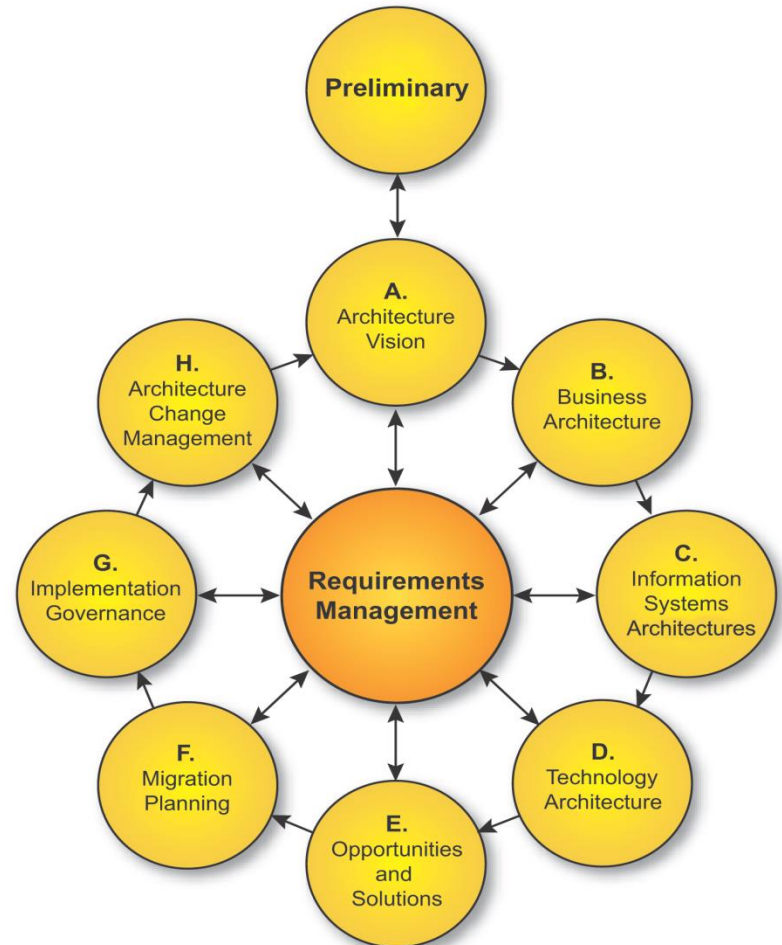 Preliminary
A.
Architecture
Vision
B.
Business
Architecture
C.
Information
Systems
Architectures
D.
Technology
Architecture
E.
Opportunities
and
Solutions
F.
Migration
Planning
G.
Implementation
Governance
H.
Architecture
Change
Management
Requirements
Management